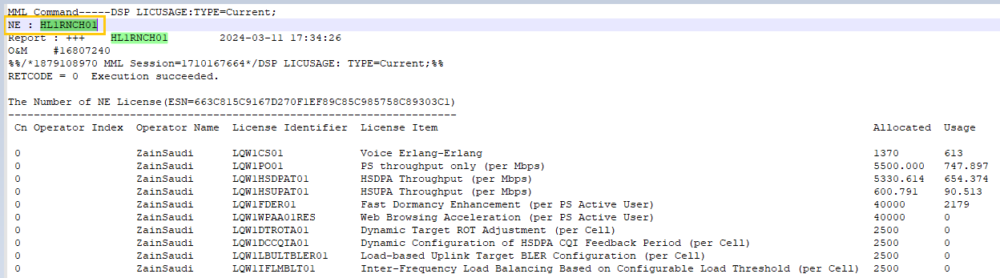 MML Command-----DSP LICUSAGE:TYPE=Current;
NE : HL1RNCH01
Report : +++    HL1RNCH01        2024-03-11 17:34:26
O&M    #16807240
%%/*1879108970 MML Session=1710167664*/DSP LICUSAGE: TYPE=Current;%%
RETCODE = 0  Execution succeeded.
The Number of NE License(ESN=663C815C9167D270F1EF89C85C985758C89303C1)
----------------------------------------------------------------------
Cn Operator Index  Operator Name  License Identifier  License Item  Allocated  Usage
0  ZainSaudi  LQW1CS01  Voice Erlang-Erlang  1370  613
0  ZainSaudi  LQW1PO01  PS throughput only (per Mbps)  5500.000  747.897
0  ZainSaudi  LQW1HSDPAT01  HSDPA Throughput (per Mbps)  5330.614  654.374
0  ZainSaudi  LQW1HSUPAT01  HSUPA Throughput (per Mbps)  600.791  90.513
0  ZainSaudi  LQW1FDER01  Fast Dormancy Enhancement (per PS Active User)  40000  2179
0  ZainSaudi  LQW1WPAA01RES  Web Browsing Acceleration (per PS Active User)  40000  0
0  ZainSaudi  LQW1DTROTA01  Dynamic Target ROT Adjustment (per Cell)  2500  0
0  ZainSaudi  LQW1DCCQIA01  Dynamic Configuration of HSDPA CQI Feedback Period (per Cell)  2500  0
0  ZainSaudi  LQW1LBULTBLER01  Load-based Uplink Target BLER Configuration (per Cell)  2500  0
0  ZainSaudi  LQW1IFLMBLT01  Inter-Frequency Load Balancing Based on Configurable Load Threshold (per Cell)  2500  0